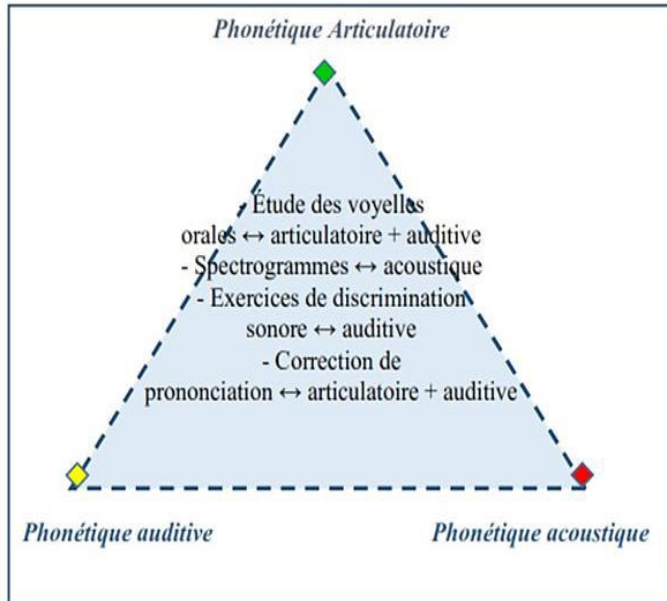 Phonétique Articulatoire
- Étude des voyelles
orales ↔ articulatoire + auditive
- Spectrogrammes ↔ acoustique
- Exercices de discrimination
sonore ↔ auditive
- Correction de
prononciation ↔ articulatoire + auditive
Phonétique auditive
Phonétique acoustique